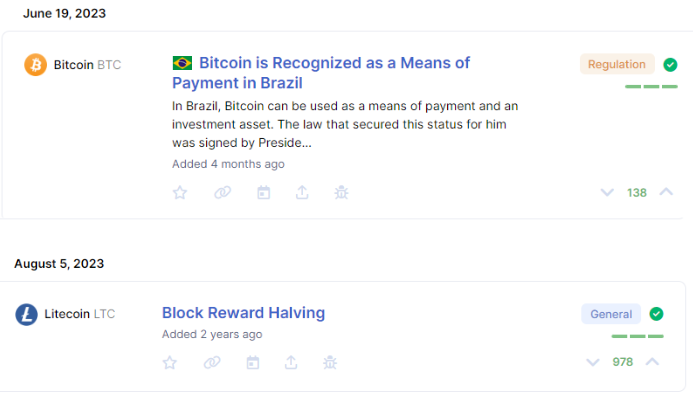 June 19, 2023
Bitcoin BTC
Bitcoin is Recognized as a Means of
Payment in Brazil
Regulation
In Brazil, Bitcoin can be used as a means of payment and an
investment asset. The law that secured this status for him
was signed by Preside...
Added 4 months ago
138
August 5, 2023
Litecoin LTC
Block Reward Halving
General
Added 2 years ago
978